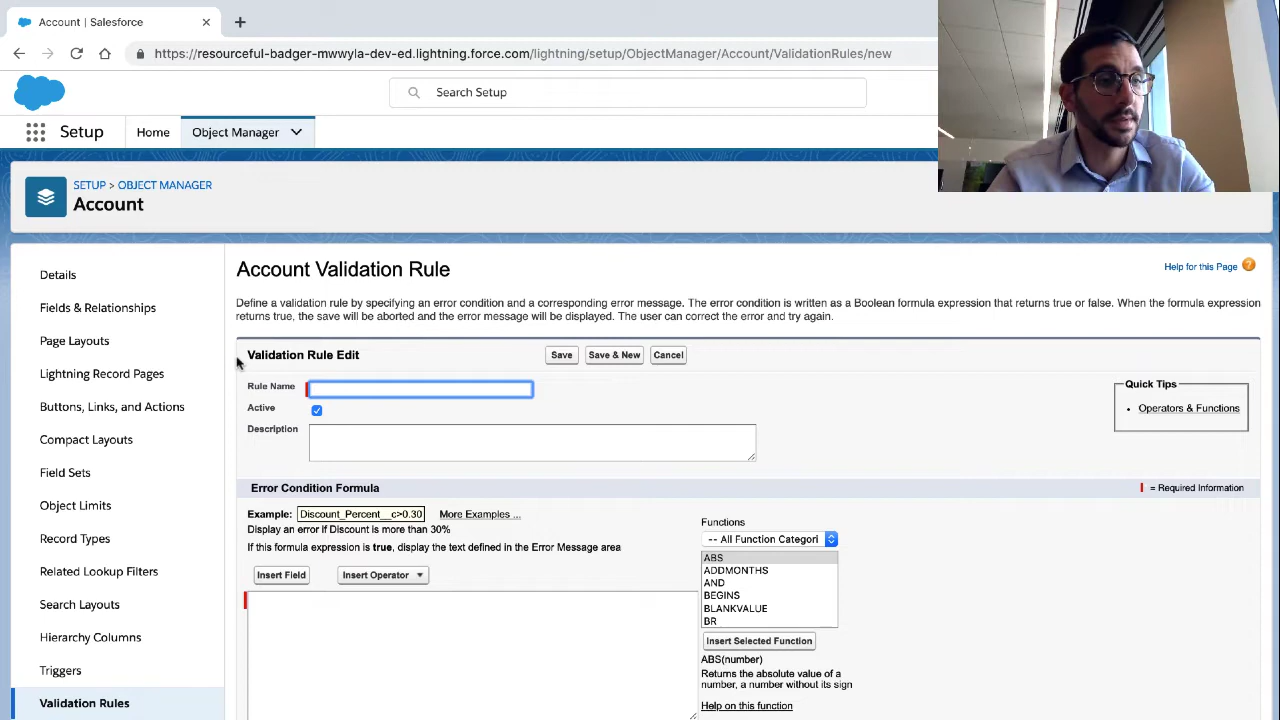 Account | Salesforce
https://resourceful-badger-mwwyla-dev-ed.lightning.force.com/lightning/setup/ObjectManager/Account/ValidationRules/new
Search Setup
Setup
Home
Object Manager
SETUP > OBJECT MANAGER
Account
Details
Fields & Relationships
Page Layouts
Lightning Record Pages
Buttons, Links, and Actions
Compact Layouts
Field Sets
Object Limits
Record Types
Related Lookup Filters
Search Layouts
Hierarchy Columns
Triggers
Validation Rules
Account Validation Rule
Help for this Page ?
Define a validation rule by specifying an error condition and a corresponding error message. The error condition is written as a Boolean formula expression that returns true or false. When the formula expression
returns true, the save will be aborted and the error message will be displayed. The user can correct the error and try again.
Validation Rule Edit
Save
Save & New
Cancel
Rule Name
Active
Description
Quick Tips
• Operators & Functions
Error Condition Formula
= Required Information
Example: Discount_Percent__c>0.30 More Examples ...
Display an error if Discount is more than 30%
If this formula expression is true, display the text defined in the Error Message area
Insert Field
Insert Operator
Functions
-- All Function Categori
ABS
ADDMONTHS
AND
BEGINS
BLANKVALUE
BR
Insert Selected Function
ABS(number)
Returns the absolute value of a
number, a number without its sign
Help on this function